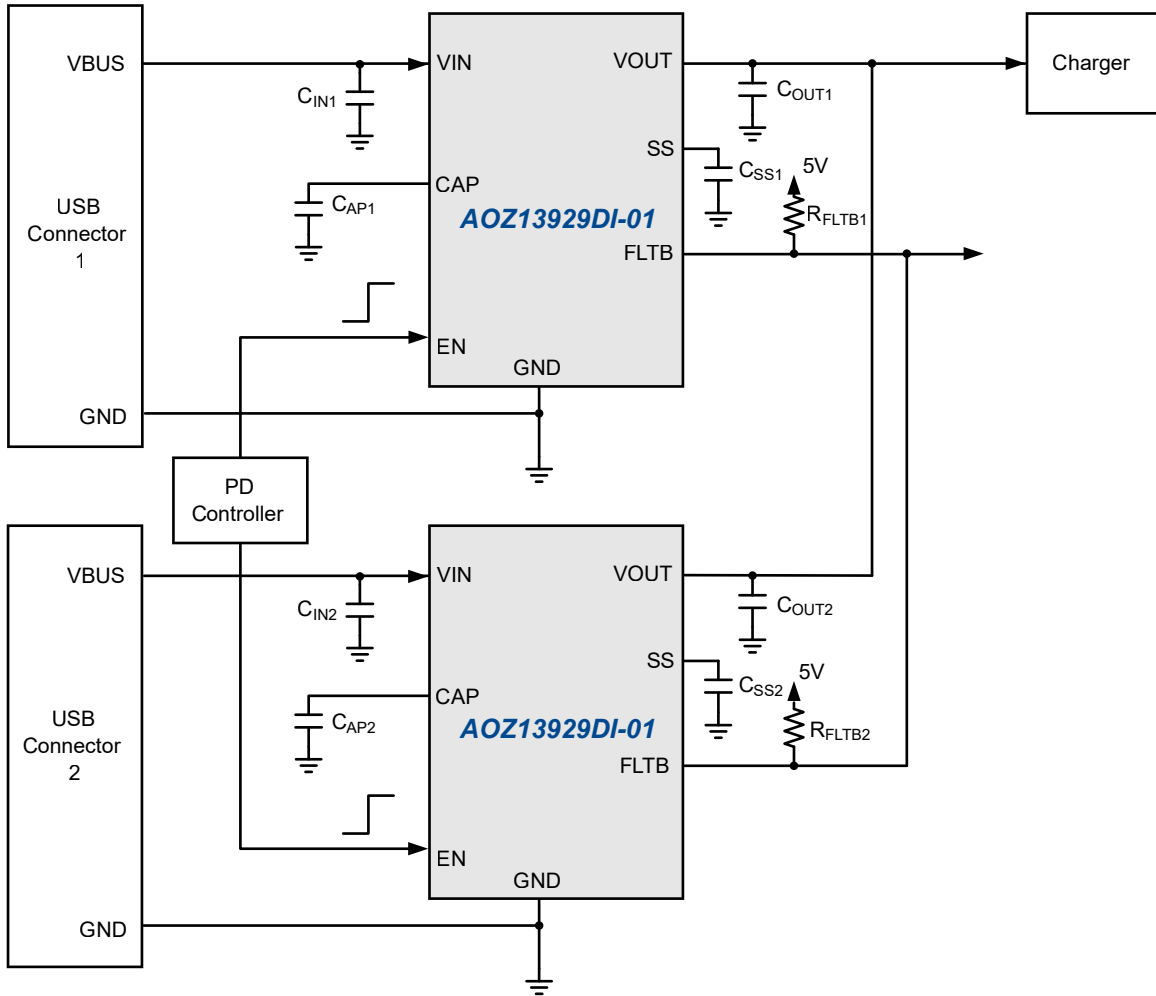 VBUS
VIN
VOUT
Charger
CIN1
COUT1
SS
CSS1
5V
CAP
CAP1
RFLTB1
USB
Connector
1
AOZ13929DI-01
FLTB
EN
GND
GND
PD
Controller
VBUS
VIN
VOUT
CIN2
COUT2
SS
CSS2
5V
CAP
CAP2
RFLTB2
USB
Connector
2
AOZ13929DI-01
FLTB
EN
GND
GND